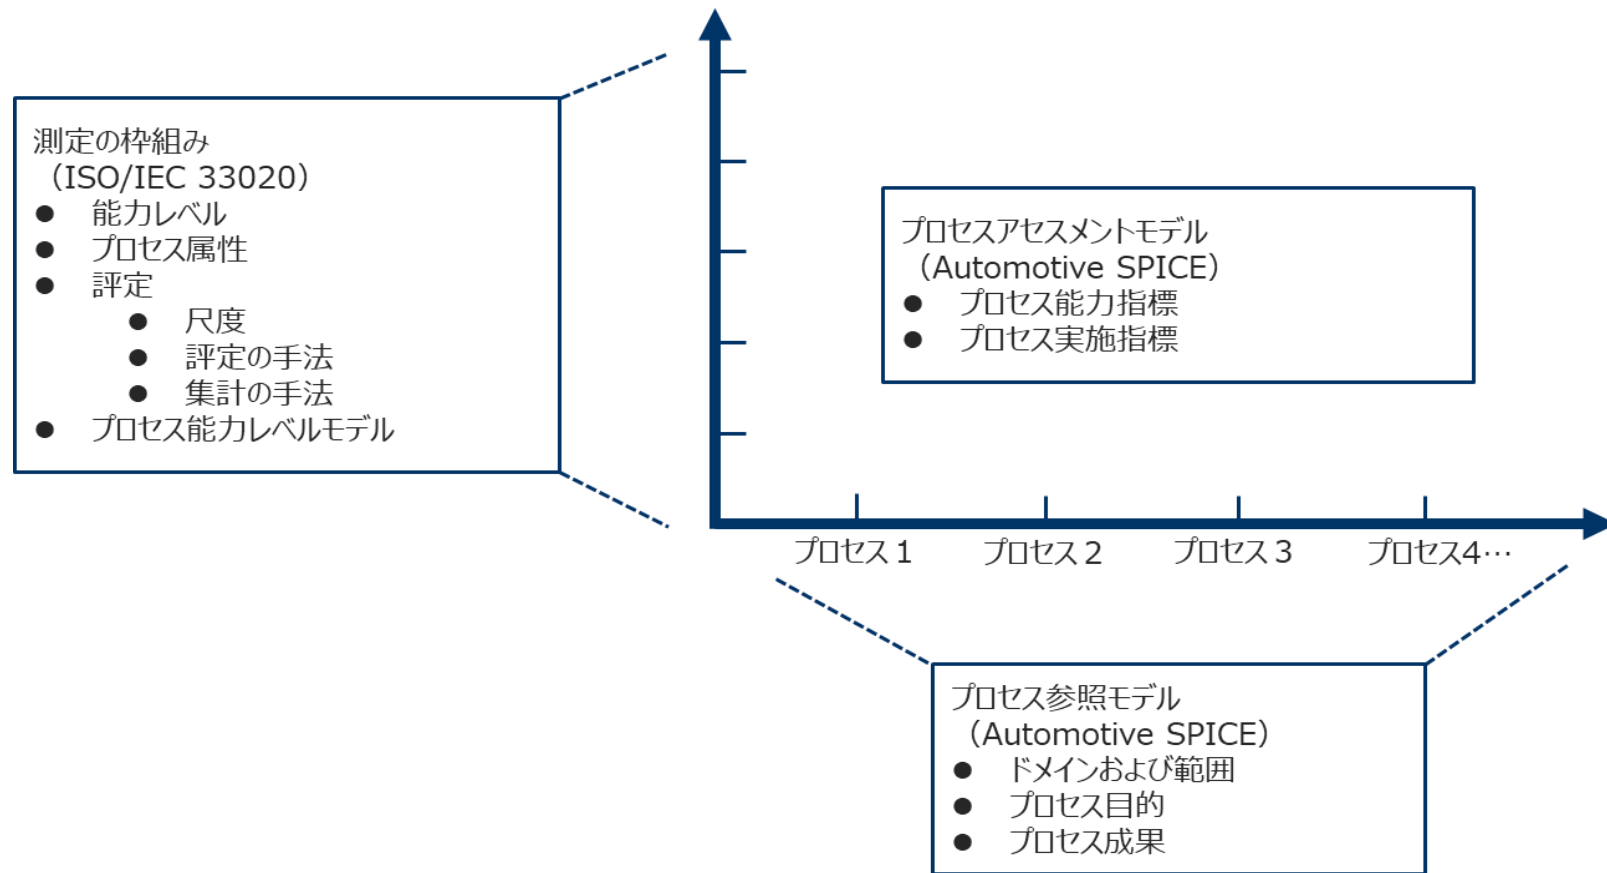 測定の枠組み
（ISO/IEC 33020）
● 能力レベル
● プロセス属性
● 評定
● 尺度
● 評定の手法
● 集計の手法
● プロセス能力レベルモデル
プロセスアセスメントモデル
（Automotive SPICE）
● プロセス能力指標
● プロセス実施指標
プロセス１ プロセス２ プロセス３ プロセス4…
プロセス参照モデル
（Automotive SPICE）
● ドメインおよび範囲
● プロセス目的
● プロセス成果